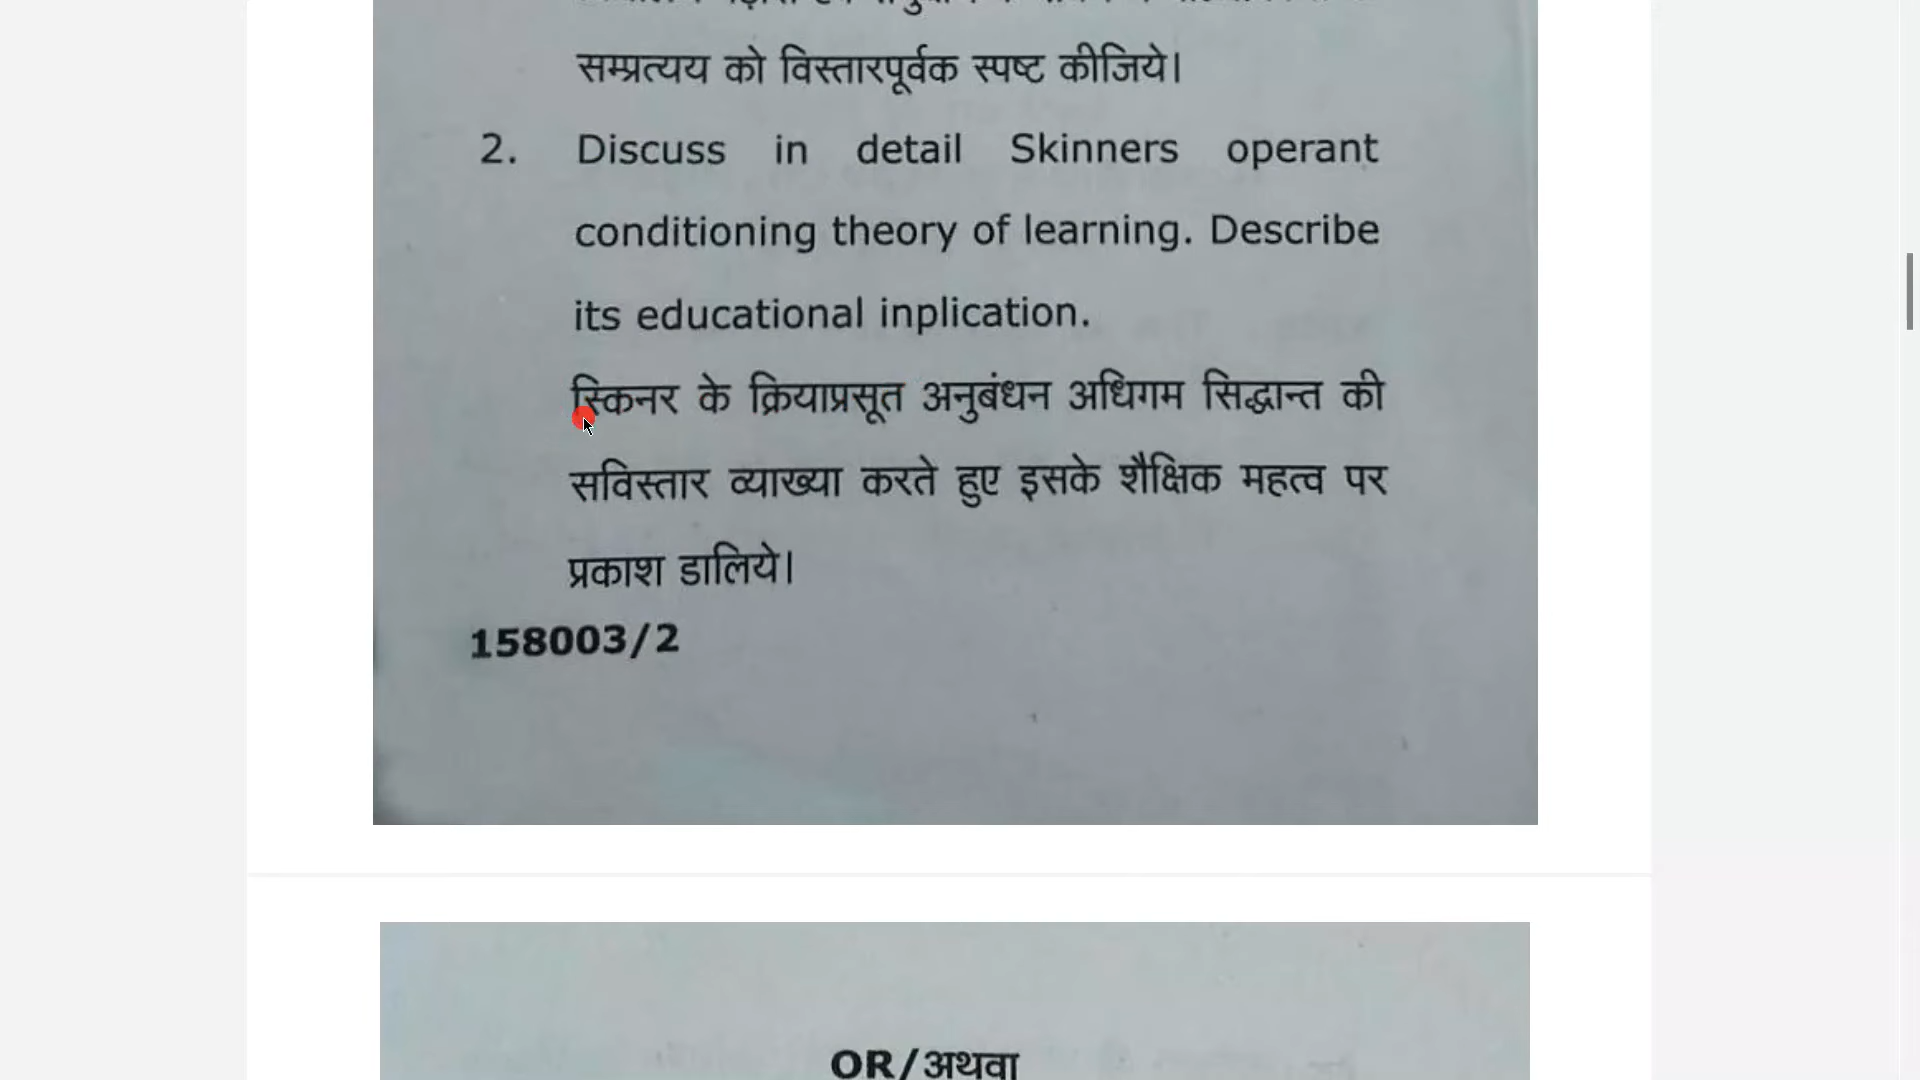 सम्प्रत्यय को विस्तारपूर्वक स्पष्ट कीजिये।
2. Discuss in detail Skinners operant
conditioning theory of learning. Describe
its educational inplication.
स्किनर के क्रियाप्रसूत अनुबंधन अधिगम सिद्धान्त की
सविस्तार व्याख्या करते हुए इसके शैक्षिक महत्व पर
प्रकाश डालिये।
158003/2
OR/अथवा